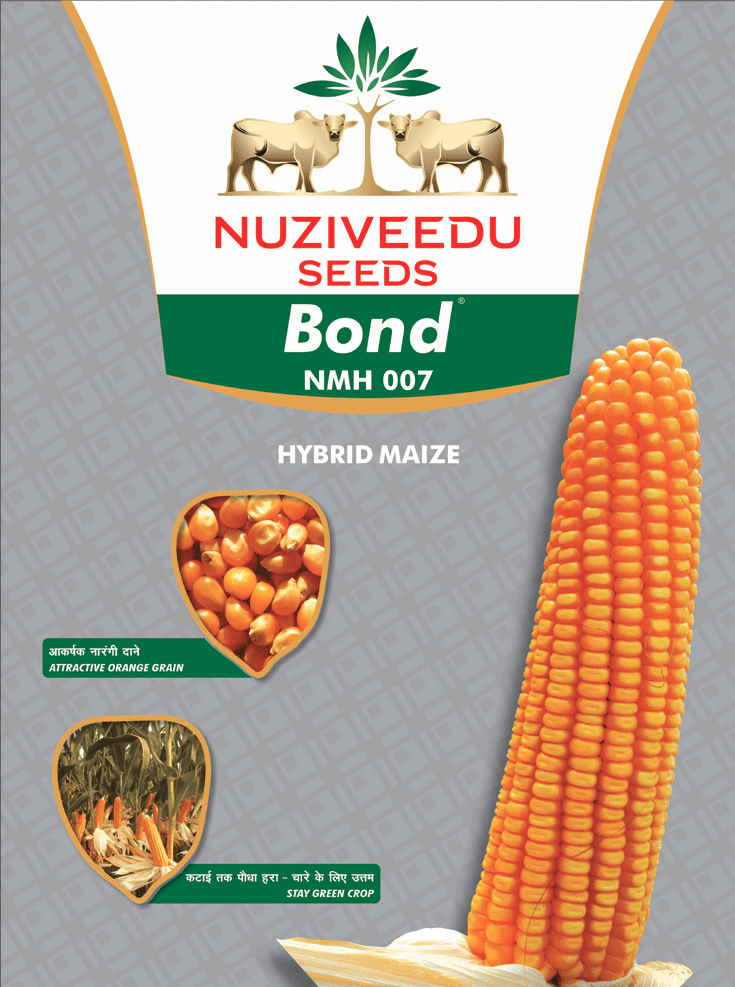 NUZIVEEDU
SEEDS
Bond®
NMH 007
HYBRID MAIZE
आकर्षक नारंगी दाने
ATTRACTIVE ORANGE GRAIN
कटाई तक पौधा हरा - चारे के लिए उत्तम
STAY GREEN CROP